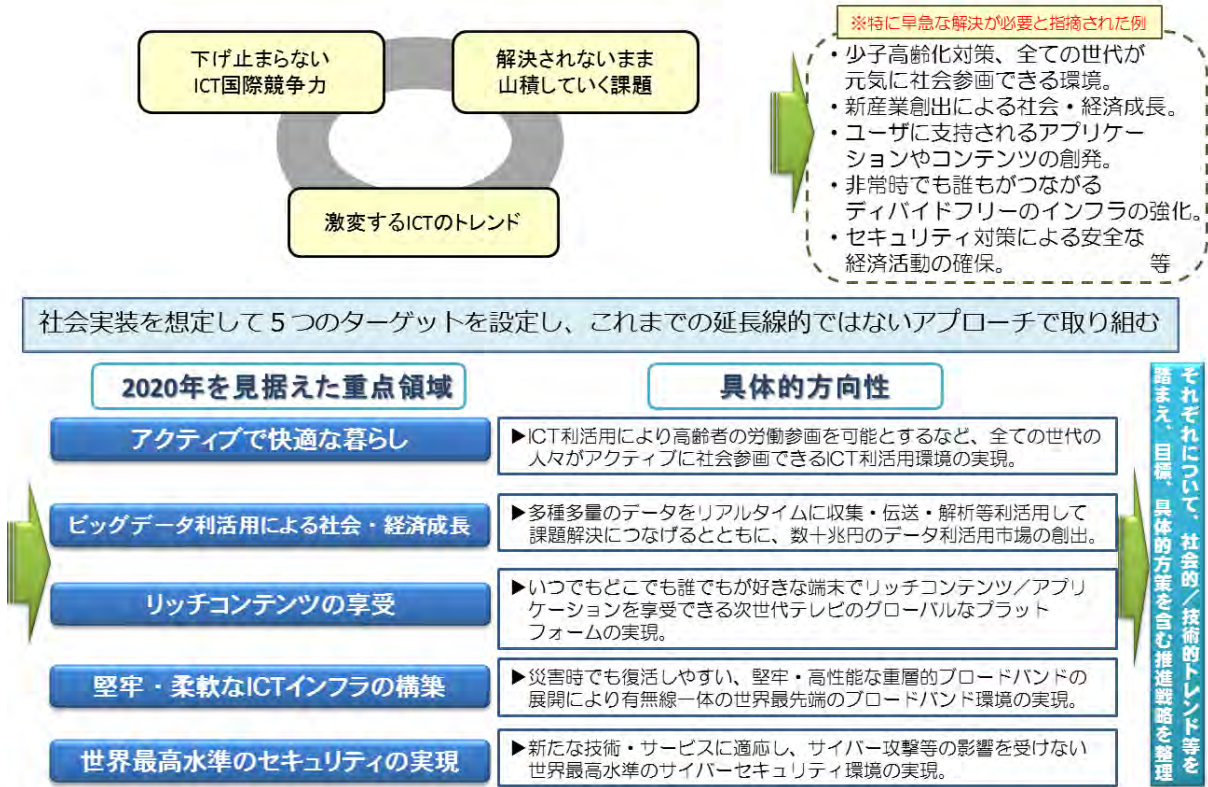 下げ止まらない
ICT国際競争力
解決されないまま
山積していく課題
激変するICTのトレンド
※特に早急な解決が必要と指摘された例
・少子高齢化対策、全ての世代が
元気に社会参画できる環境。
・新産業創出による社会・経済成長。
・ユーザに支持されるアプリケー
ションやコンテンツの創発。
・非常時でも誰もがつながる
ディバイドフリーのインフラの強化。
・セキュリティ対策による安全な
経済活動の確保。 等
社会実装を想定して５つのターゲットを設定し、これまでの延長線的ではないアプローチで取り組む
2020年を見据えた重点領域
具体的方向性
アクティブで快適な暮らし
▶ICT利活用により高齢者の労働参画を可能とするなど、全ての世代の
人々がアクティブに社会参画できるICT利活用環境の実現。
ビッグデータ利活用による社会・経済成長
▶多種多量のデータをリアルタイムに収集・伝送・解析等利活用して
課題解決につなげるとともに、数十兆円のデータ利活用市場の創出。
リッチコンテンツの享受
▶いつでもどこでも誰でもが好きな端末でリッチコンテンツ／アプリ
ケーションを享受できる次世代テレビのグローバルなプラット
フォームの実現。
堅牢・柔軟なICTインフラの構築
▶災害時でも復活しやすい、堅牢・高性能な重層的ブロードバンドの
展開により有無線一体の世界最先端のブロードバンド環境の実現。
世界最高水準のセキュリティの実現
▶新たな技術・サービスに適応し、サイバー攻撃等の影響を受けない
世界最高水準のサイバーセキュリティ環境の実現。
それぞれについて、社会的／技術的トレンド等を
踏まえ、目標、具体的方策を含む推進戦略を整理